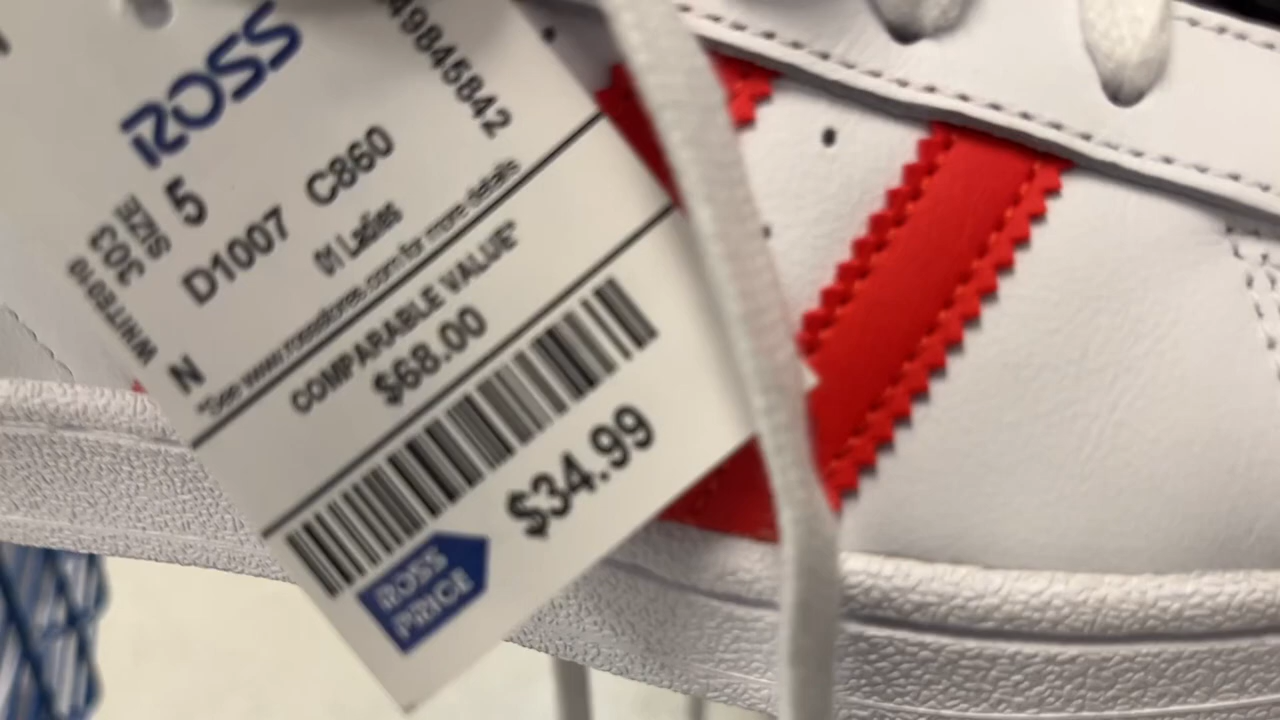 ROSS
49845842
SIZE 5
303
WHITE010
D1007 C860
01 Ladies
N
*See www.rossstores.com for more details
COMPARABLE VALUE*
$68.00
$34.99
ROSS
PRICE